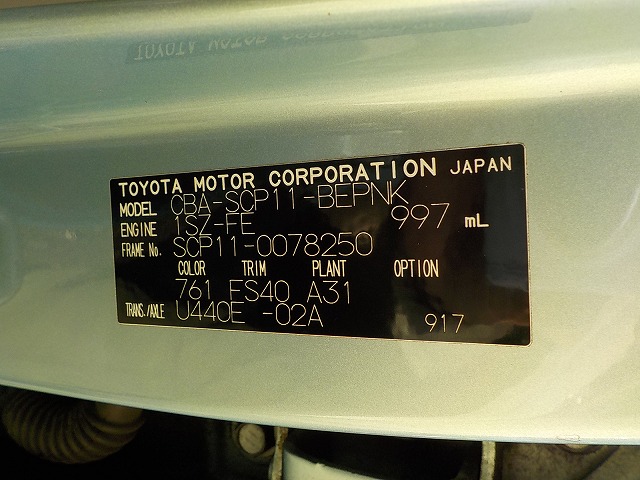 TOYOTA MOTOR CORPORATION JAPAN
MODEL CBA-SCP11-BEPNK
ENGINE 1SZ-FE 997 mL
FRAME No. SCP11-0078250
COLOR TRIM PLANT OPTION
761 FS40 A31
TRANS./AXLE U440E -02A 917